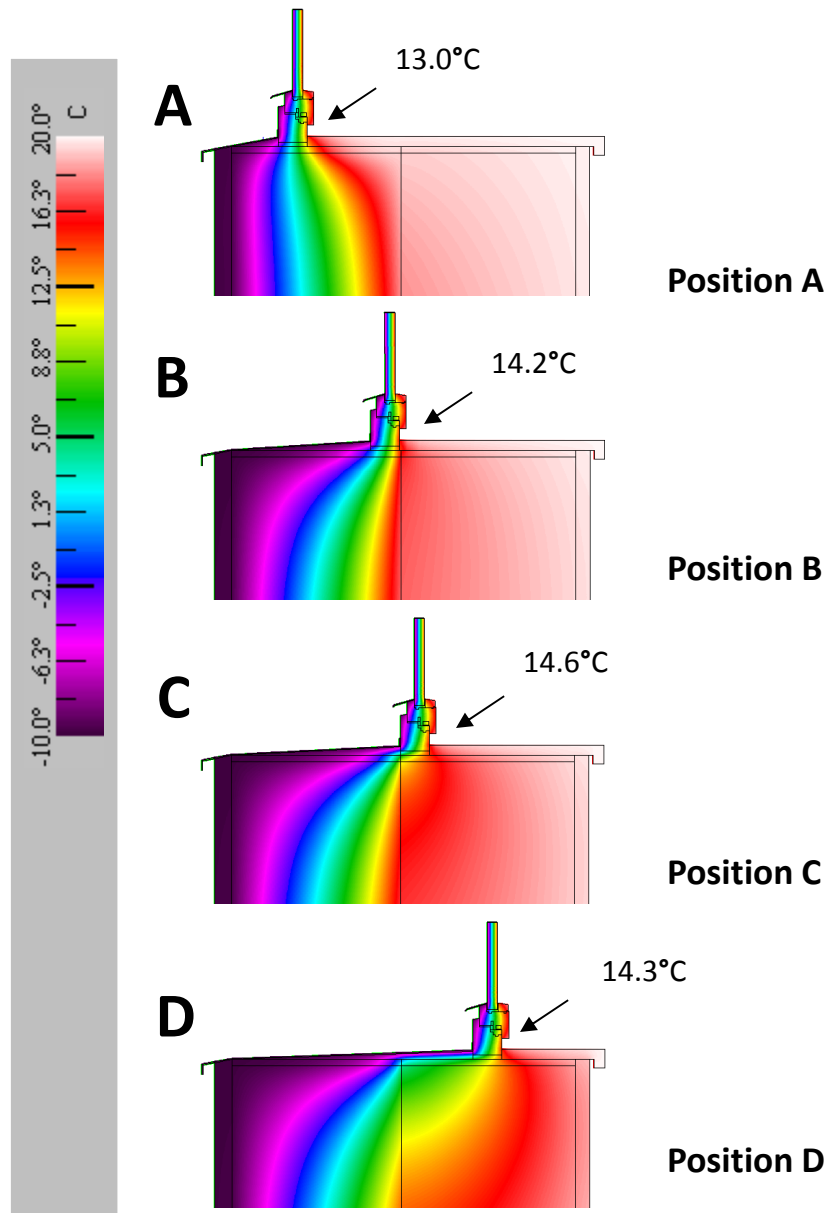 C
20.0°
16.3°
12.5°
8.8°
5.0°
1.3°
-2.5°
-6.3°
-10.0°
A
13.0°C
Position A
B
14.2°C
Position B
C
14.6°C
Position C
D
14.3°C
Position D